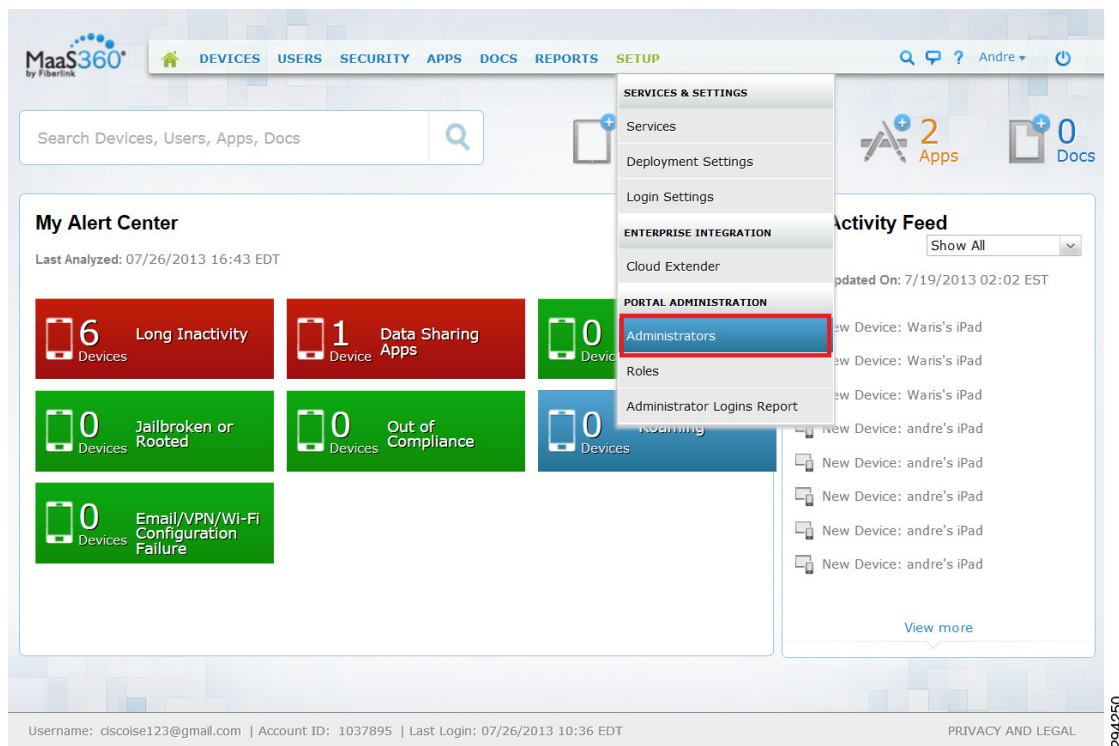 MaaS360
by Fiberlink
DEVICES USERS SECURITY APPS DOCS REPORTS SETUP
? Andre
Search Devices, Users, Apps, Docs
2 Apps
0 Docs
SERVICES & SETTINGS
Services
Deployment Settings
Login Settings
ENTERPRISE INTEGRATION
Cloud Extender
PORTAL ADMINISTRATION
Administrators
Roles
Administrator Logins Report
My Alert Center
Last Analyzed: 07/26/2013 16:43 EDT
6 Devices Long Inactivity
1 Device Data Sharing Apps
0
0 Devices Jailbroken or Rooted
0 Devices Out of Compliance
0 Devices Roaming
0 Devices Email/VPN/Wi-Fi Configuration Failure
Activity Feed
Show All
On: 7/19/2013 02:02 EST
Device: Waris's iPad
Device: Waris's iPad
Device: Waris's iPad
New Device: andre's iPad
New Device: andre's iPad
New Device: andre's iPad
New Device: andre's iPad
New Device: andre's iPad
View more
Username: ciscoise123@gmail.com | Account ID: 1037895 | Last Login: 07/26/2013 10:36 EDT
PRIVACY AND LEGAL
294250